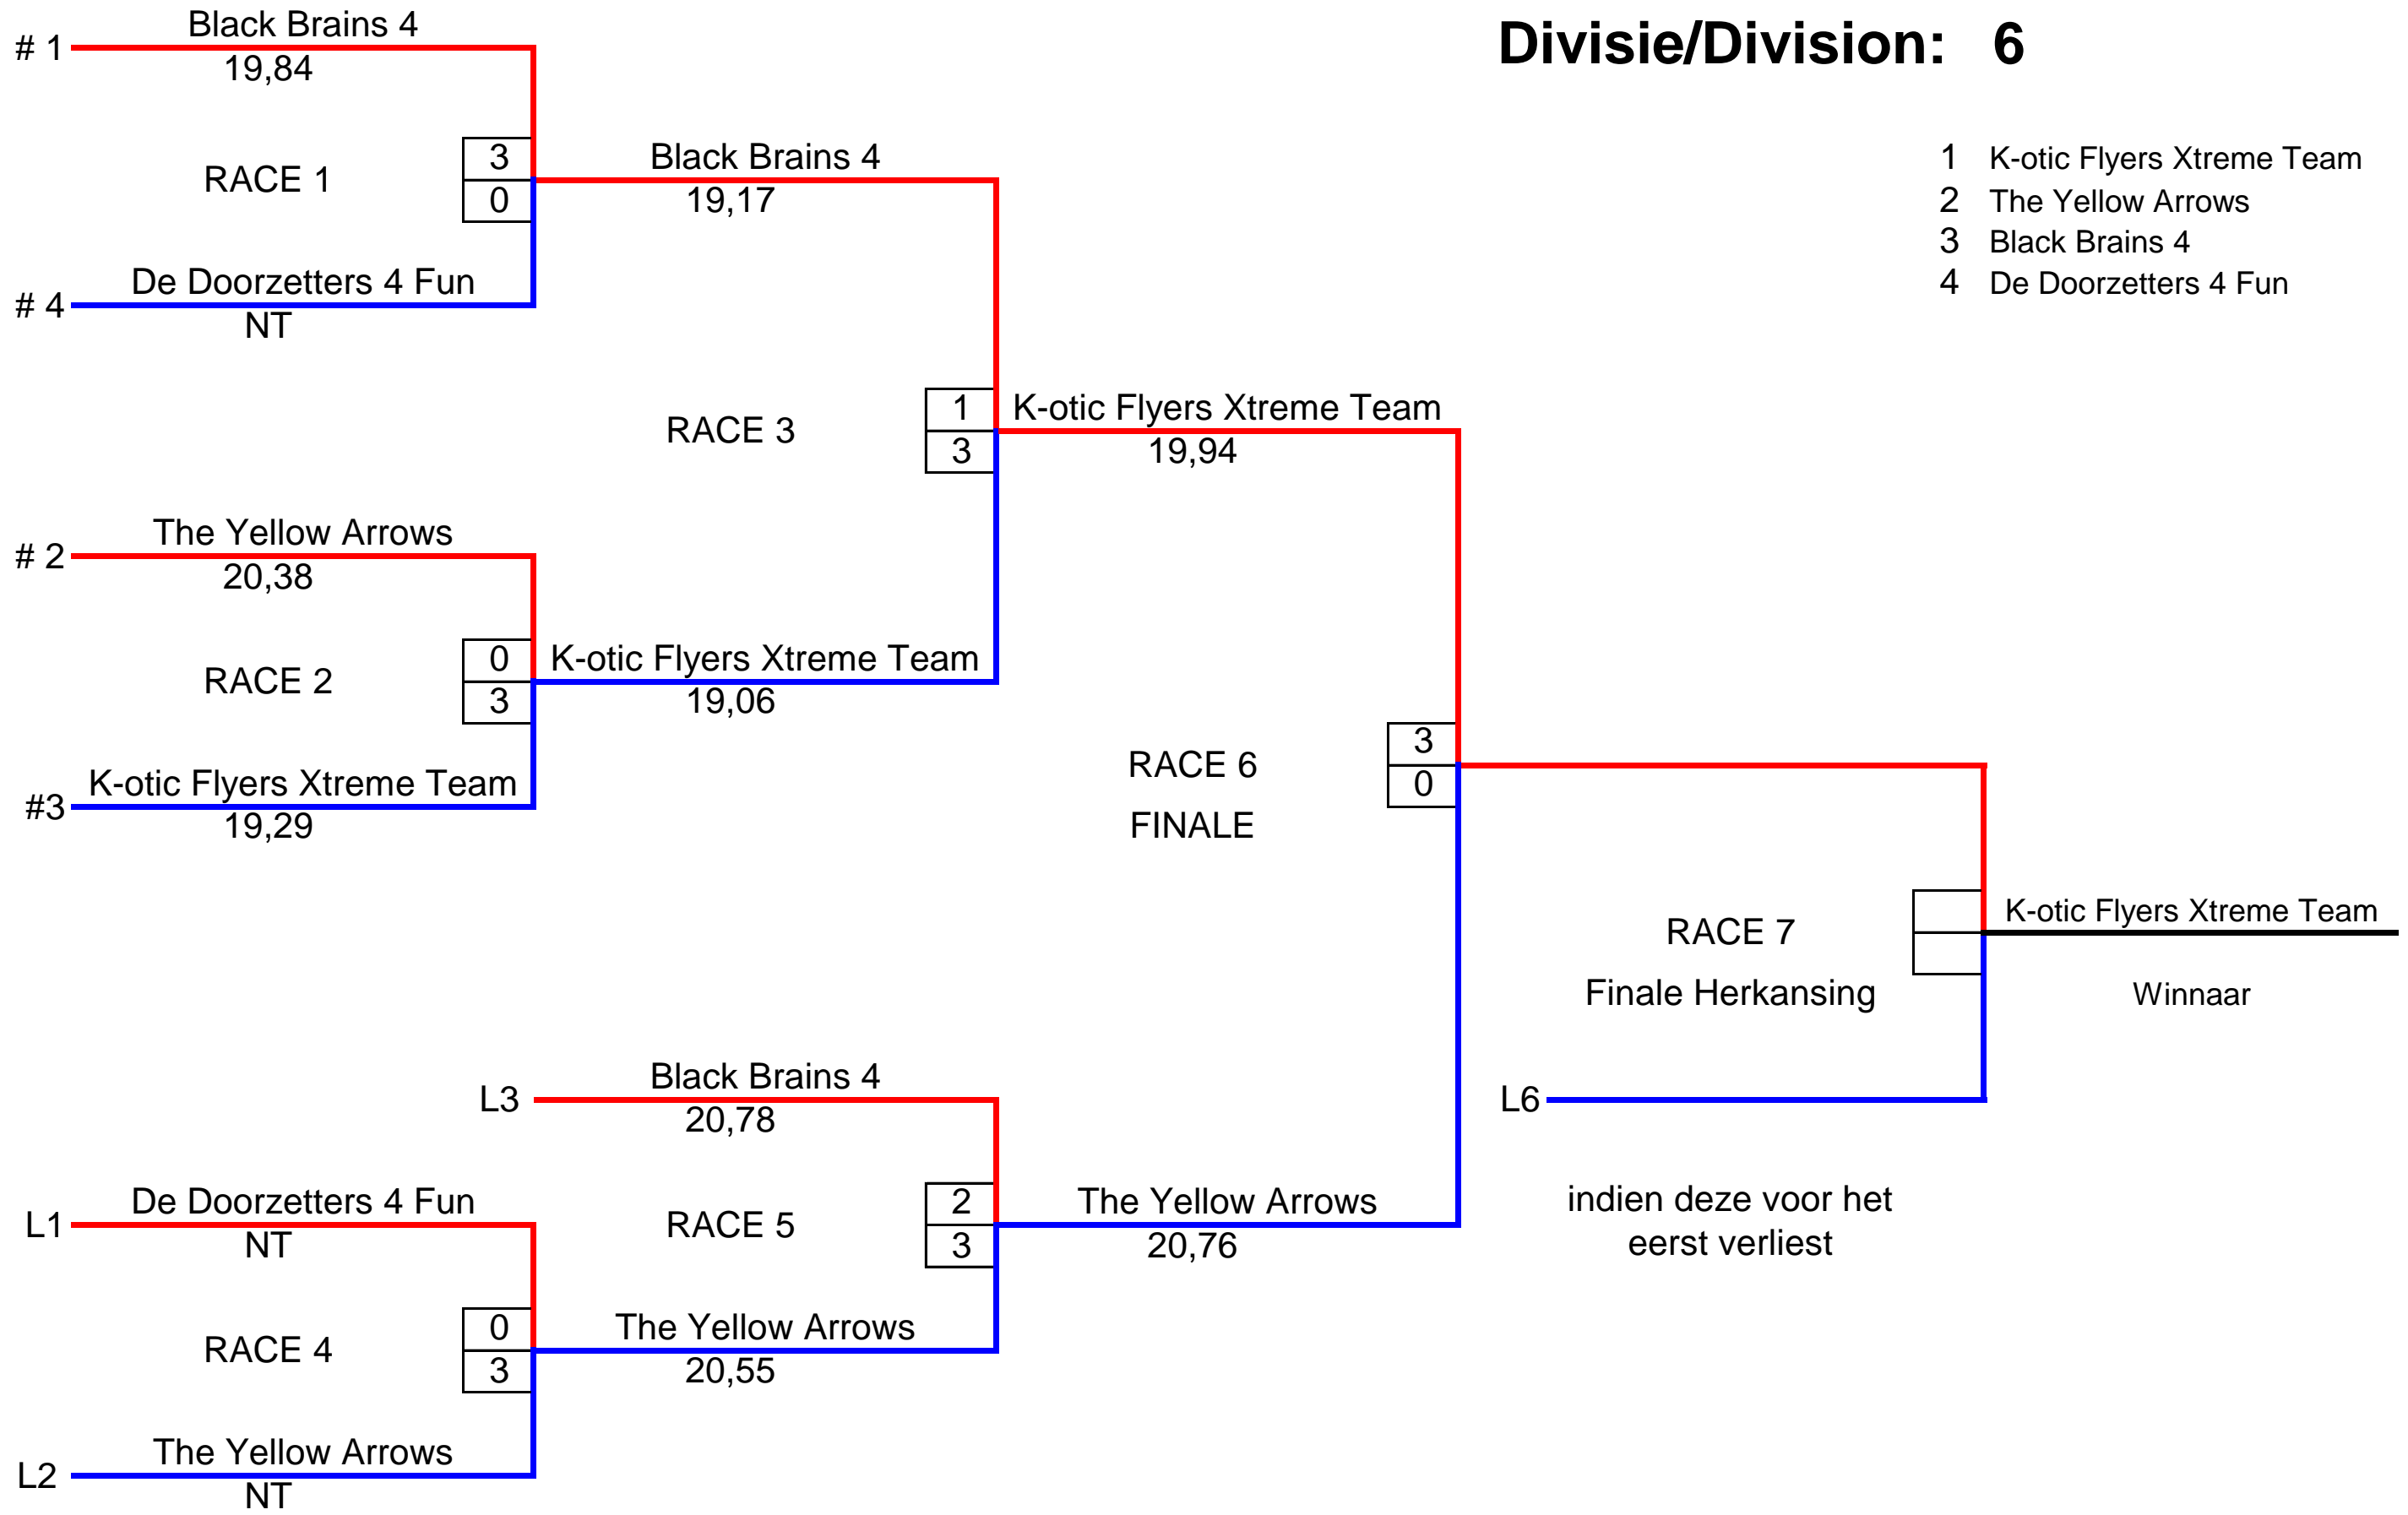 Divisie/Division: 6
1 K-otic Flyers Xtreme Team
2 The Yellow Arrows
3 Black Brains 4
4 De Doorzetters 4 Fun
# 1
Black Brains 4
19,84
RACE 1
3
0
# 4
De Doorzetters 4 Fun
NT
Black Brains 4
19,17
RACE 3
1
3
# 2
The Yellow Arrows
20,38
RACE 2
0
3
#3
K-otic Flyers Xtreme Team
19,29
K-otic Flyers Xtreme Team
19,06
K-otic Flyers Xtreme Team
19,94
RACE 6
FINALE
3
0
RACE 7
Finale Herkansing
K-otic Flyers Xtreme Team
Winnaar
L6
indien deze voor het
eerst verliest
L3
Black Brains 4
20,78
RACE 5
2
3
The Yellow Arrows
20,76
L1
De Doorzetters 4 Fun
NT
RACE 4
0
3
The Yellow Arrows
20,55
L2
The Yellow Arrows
NT